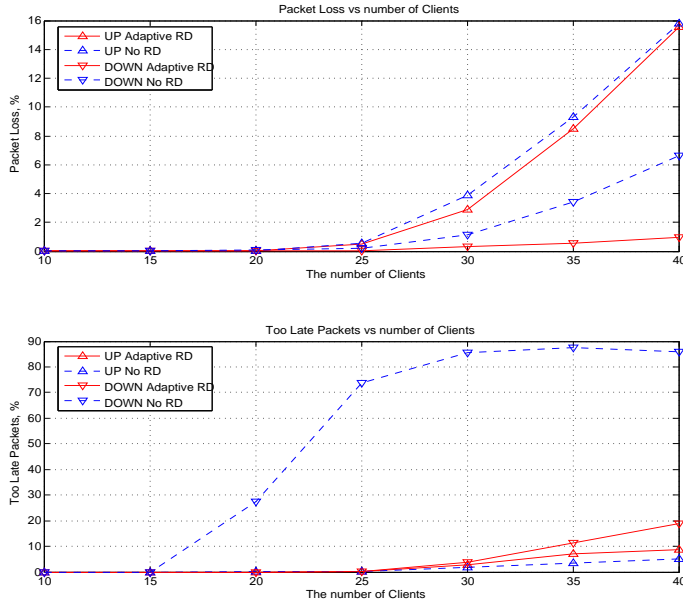 Packet Loss vs number of Clients
16
14
12
10
8
6
4
2
0
Packet Loss, %
UP Adaptive RD
UP No RD
DOWN Adaptive RD
DOWN No RD
10 15 20 25 30 35 40
The number of Clients
Too Late Packets vs number of Clients
90
80
70
60
50
40
30
20
10
0
Too Late Packets, %
UP Adaptive RD
UP No RD
DOWN Adaptive RD
DOWN No RD
10 15 20 25 30 35 40
The number of Clients